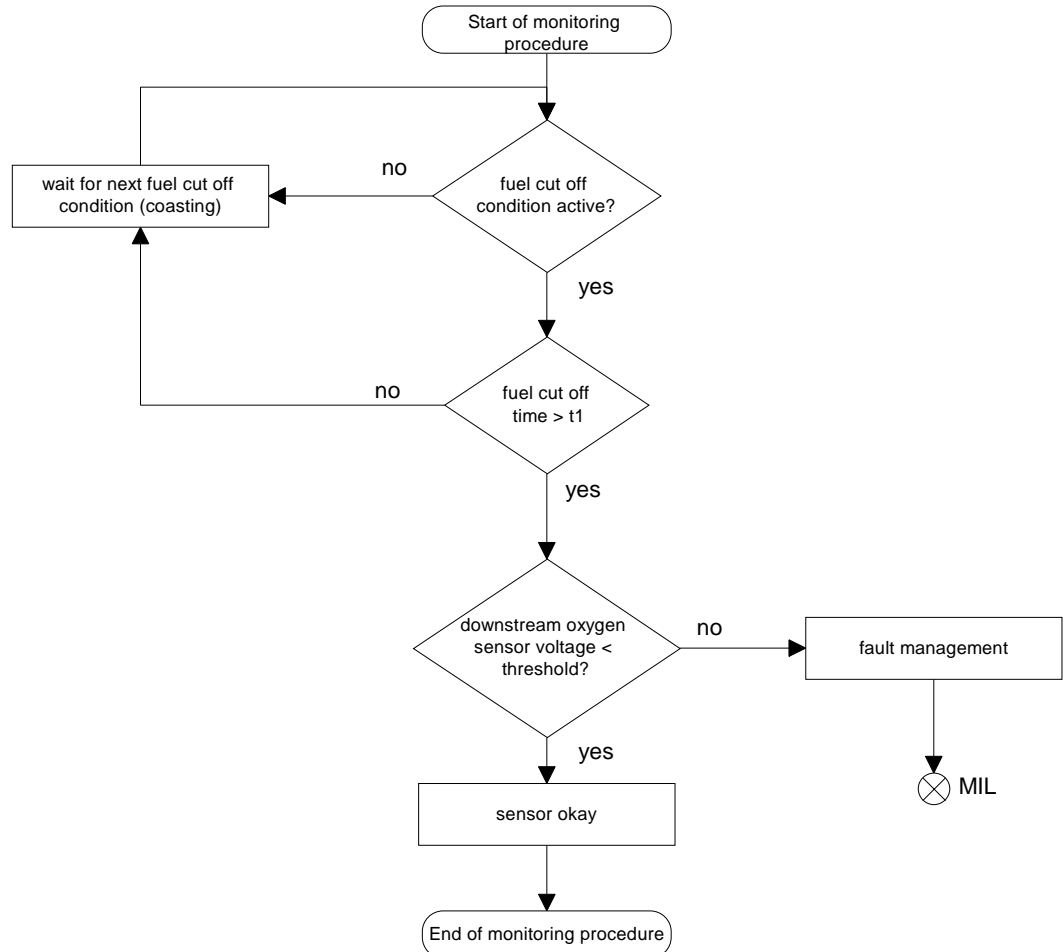 Start of monitoring
procedure
no
wait for next fuel cut off
condition (coasting)
fuel cut off
condition active?
yes
no
fuel cut off
time > t1
yes
downstream oxygen
sensor voltage <
threshold?
no
fault management
yes
MIL
sensor okay
End of monitoring procedure